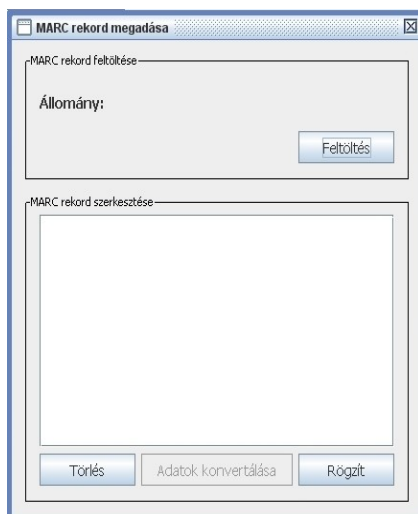 MARC rekord megadása
MARC rekord feltöltése
Állomány:
Feltöltés
MARC rekord szerkesztése
Törlés Adatok konvertálása Rögzít